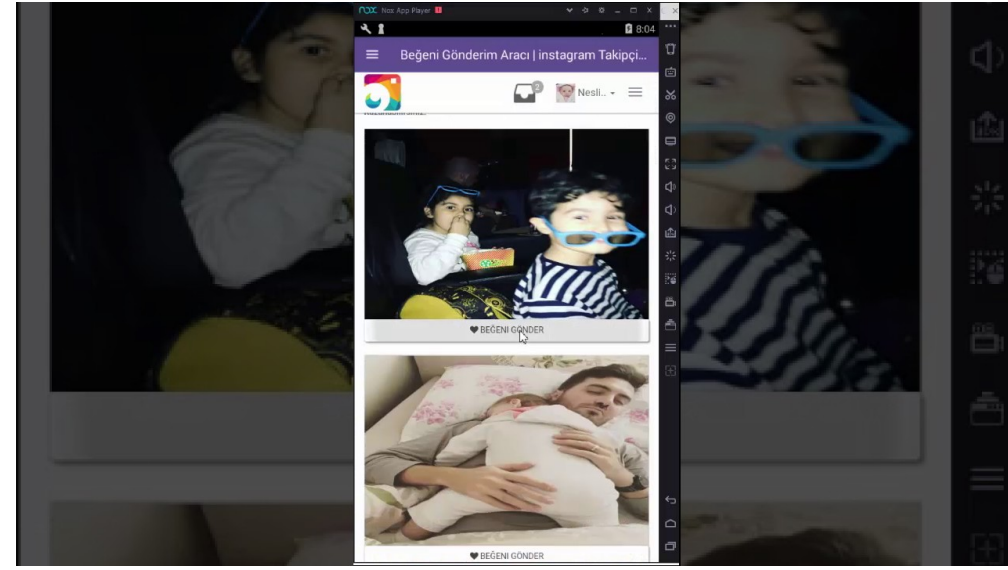 nox Nox App Player
8:04
Beğeni Gönderim Aracı | instagram Takipçi...
2
Nesli..
BEĞENİ GÖNDER
BEĞENİ GÖNDER